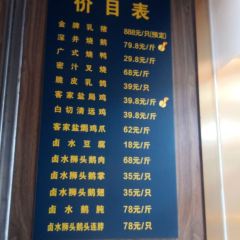 价目表
金牌乳猪 888元/只(预定)
深井烧鹅 79.8元/斤
广式烧鸭 29.8元/斤
密汁叉烧 68元/斤
脆皮乳鸽 39元/只
客家盐焗鸡 39.8元/斤
白切清远鸡 39.8元/斤
客家盐焗鸡爪 62元/斤
卤水豆腐 18元/斤
卤水狮头鹅肉 68元/斤
卤水狮头鹅掌 35元/只
卤水狮头鹅翅 35元/只
卤水鹅肫 78元/斤
卤水狮头鹅头连脖 78元/斤